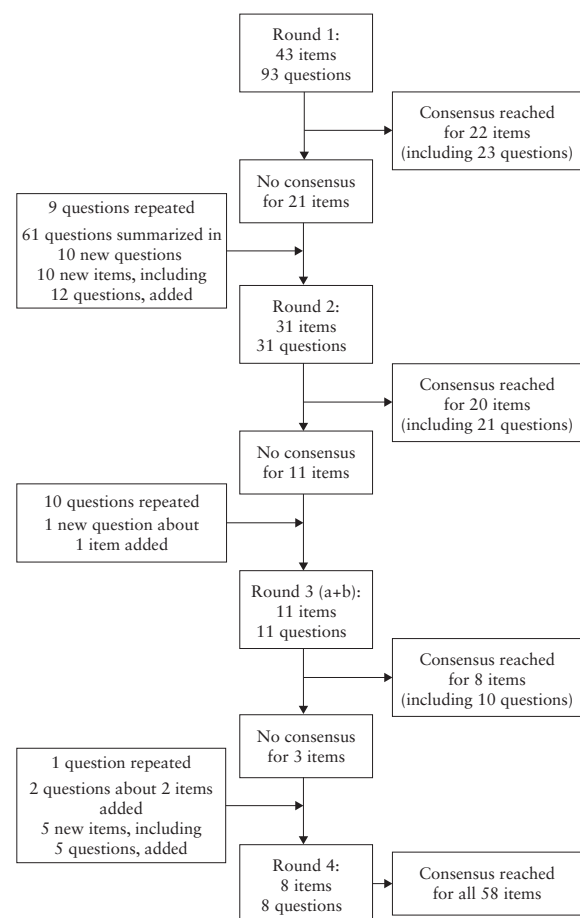 Round 1:
43 items
93 questions
Consensus reached
for 22 items
(including 23 questions)
No consensus
for 21 items
9 questions repeated
61 questions summarized in
10 new questions
10 new items, including
12 questions, added
Round 2:
31 items
31 questions
Consensus reached
for 20 items
(including 21 questions)
No consensus
for 11 items
10 questions repeated
1 new question about
1 item added
Round 3 (a+b):
11 items
11 questions
Consensus reached
for 8 items
(including 10 questions)
No consensus
for 3 items
1 question repeated
2 questions about 2 items
added
5 new items, including
5 questions, added
Round 4:
8 items
8 questions
Consensus reached
for all 58 items